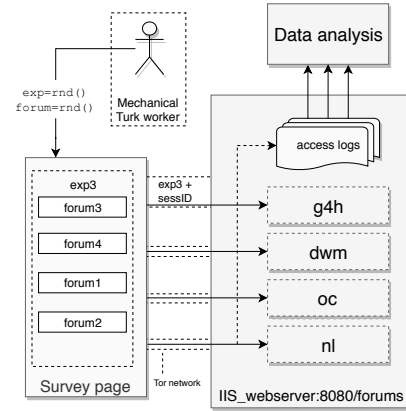 Data analysis
exp=rnd()
forum=rnd()
Mechanical
Turk worker
access logs
exp3
exp3 +
sessID
forum3
g4h
forum4
dwm
forum1
oc
forum2
nl
Survey page
Tor network
IIS_webserver:8080/forums